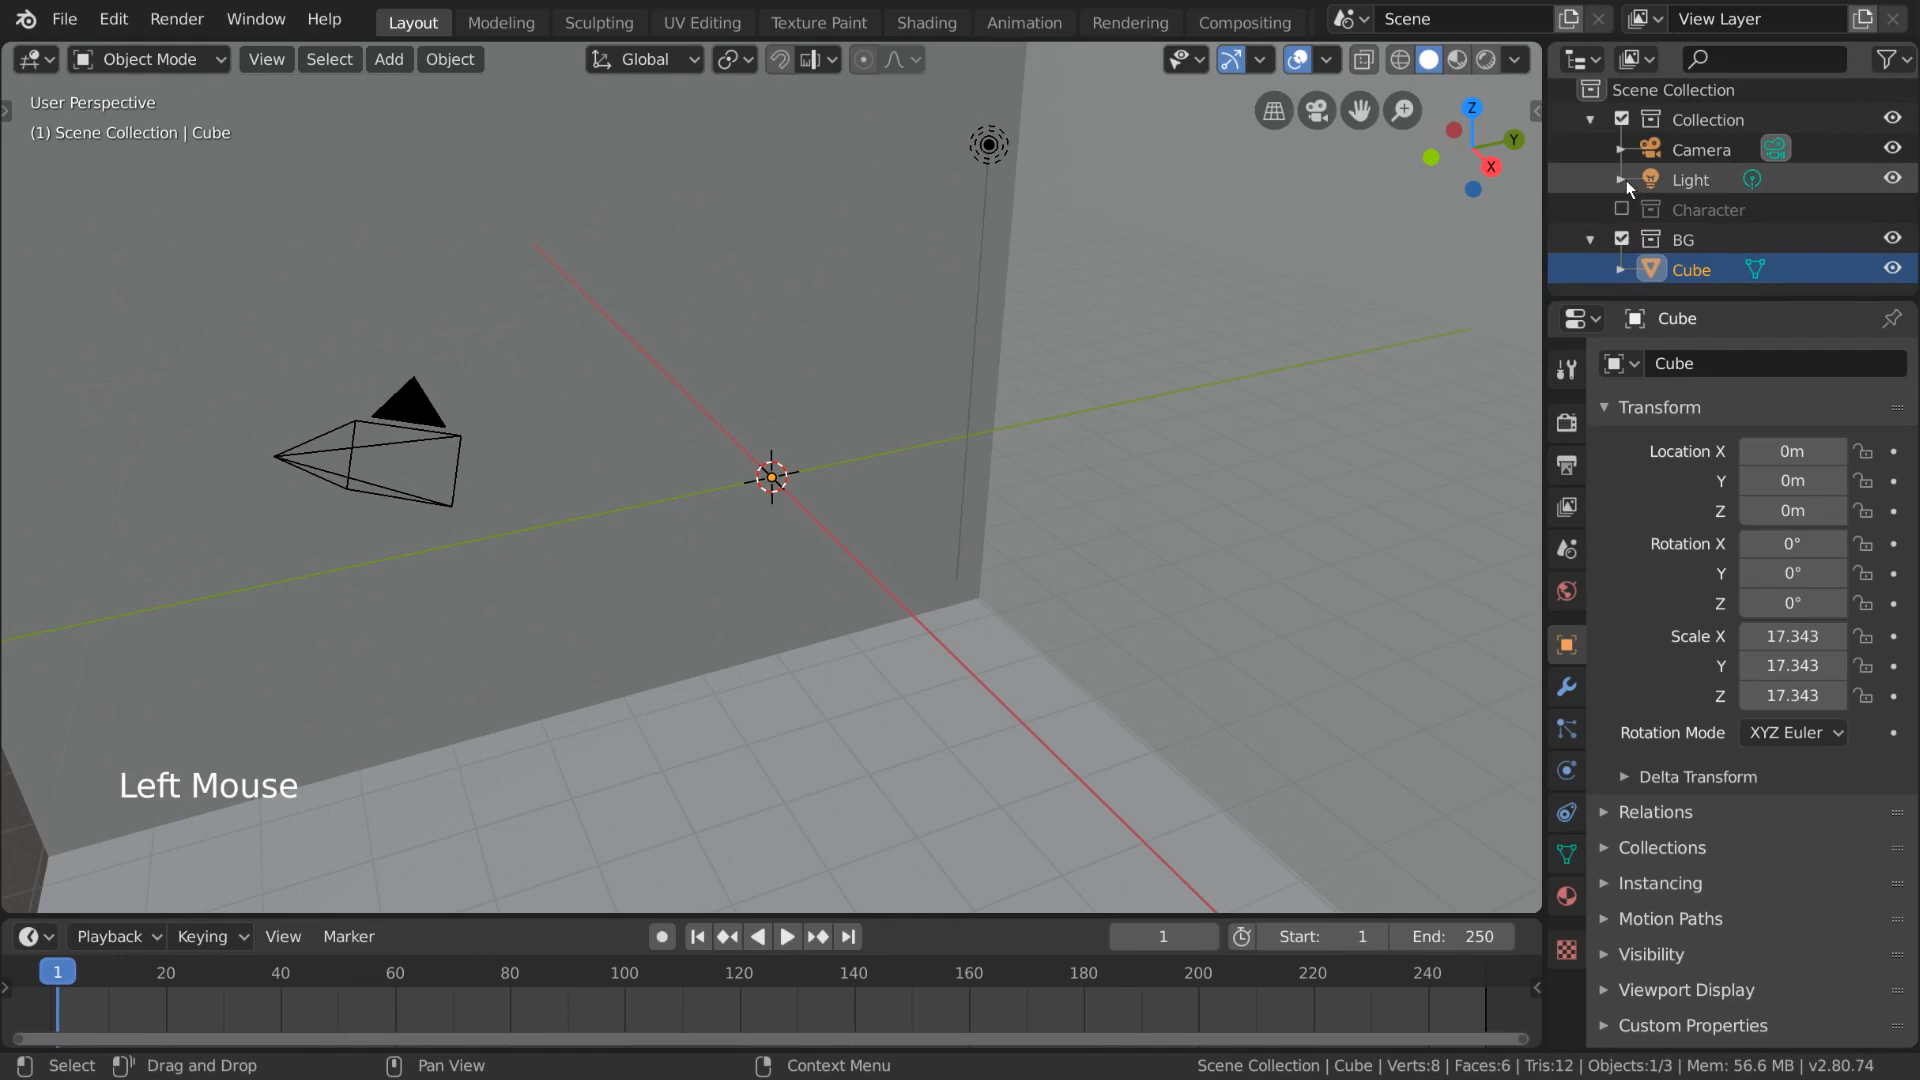 File Edit Render Window Help Layout Modeling Sculpting UV Editing Texture Paint Shading Animation Rendering Compositing Scene View Layer
Object Mode View Select Add Object Global
User Perspective
(1) Scene Collection | Cube
Z
Y
X
Left Mouse
Scene Collection
Collection
Camera
Light
Character
BG
Cube
Cube
Cube
Transform
Location X 0m
Y 0m
Z 0m
Rotation X 0°
Y 0°
Z 0°
Scale X 17.343
Y 17.343
Z 17.343
Rotation Mode XYZ Euler
Delta Transform
Relations
Collections
Instancing
Motion Paths
Visibility
Viewport Display
Custom Properties
Playback Keying View Marker 1 Start: 1 End: 250
1 20 40 60 80 100 120 140 160 180 200 220 240
Select Drag and Drop Pan View Context Menu Scene Collection | Cube | Verts:8 | Faces:6 | Tris:12 | Objects:1/3 | Mem: 56.6 MB | v2.80.74